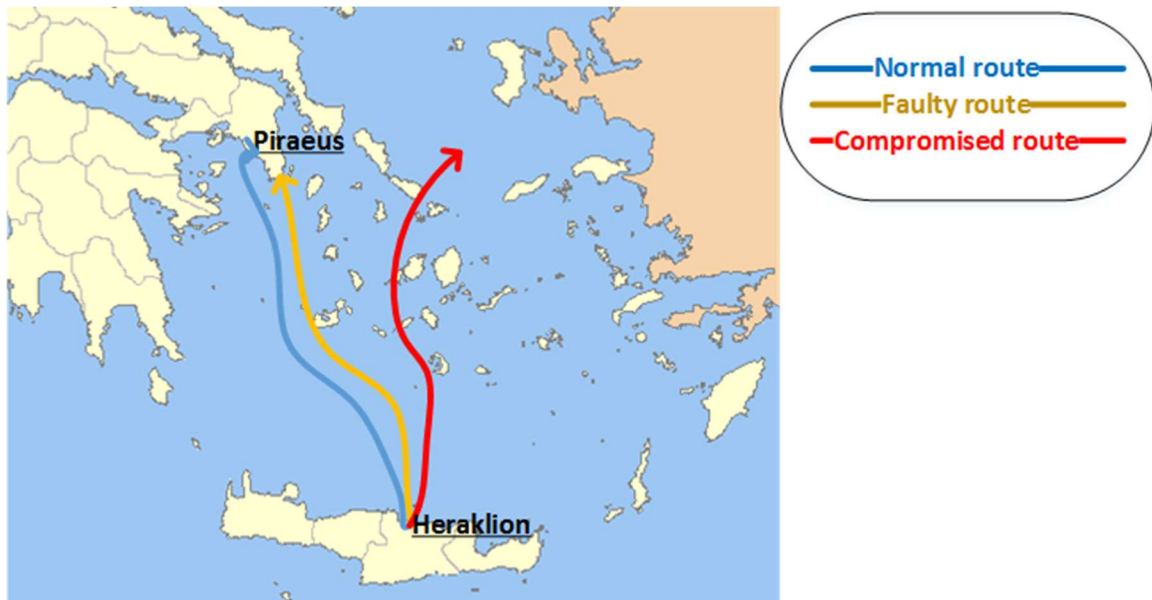 Normal route
Faulty route
Compromised route
Piraeus
Heraklion